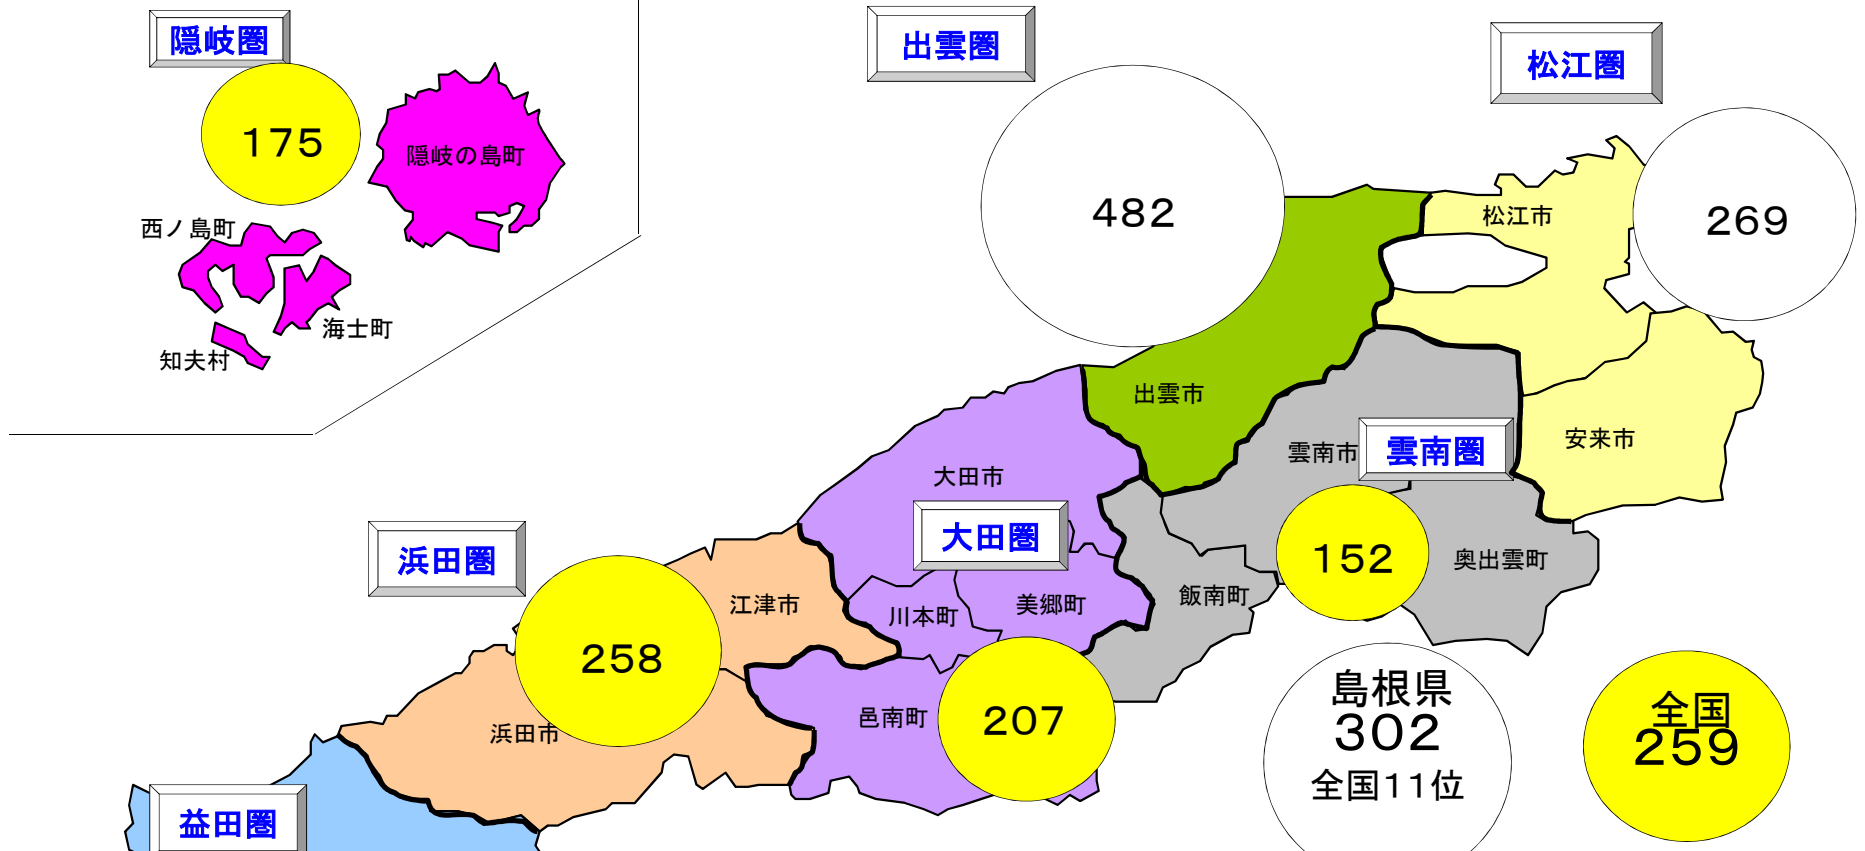 隠岐圏
175
隠岐の島町
西ノ島町
海士町
知夫村
出雲圏
482
松江圏
269
松江市
出雲市
安来市
雲南市
雲南圏
152
奥出雲町
飯南町
大田市
大田圏
川本町
美郷町
邑南町
207
浜田圏
258
江津市
浜田市
益田圏
島根県
302
全国11位
全国
259